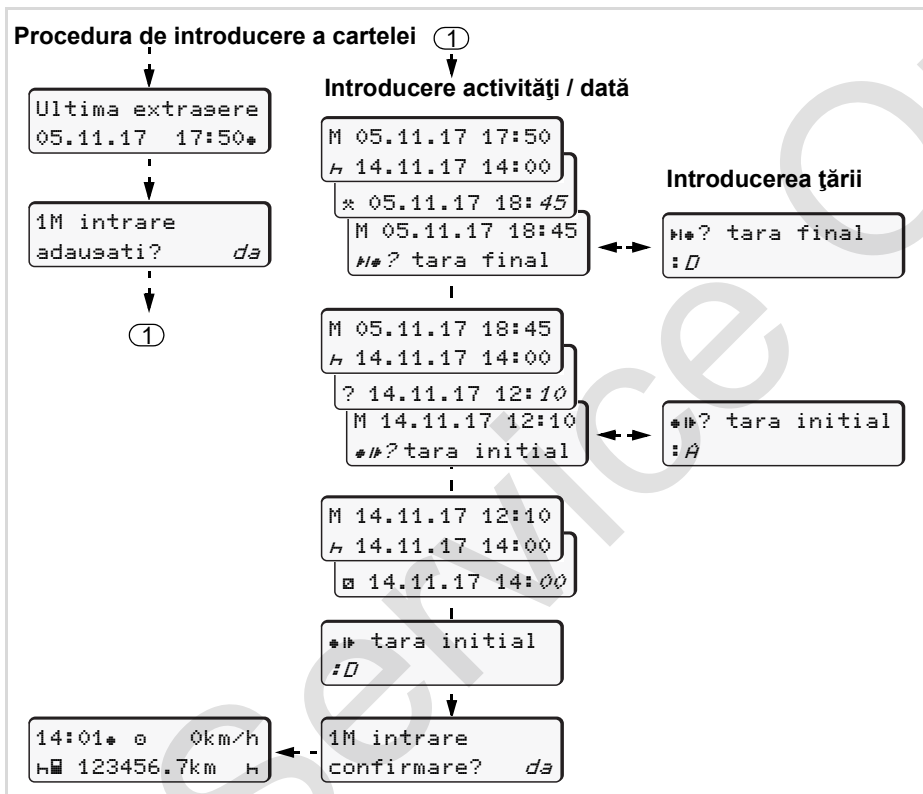 Procedura de introducere a cartelei 1
Ultima extragere
05.11.17 17:50
1M intrare
adaugati? da
1
Introducere activităţi / dată
M 05.11.17 17:50
14.11.17 14:00
05.11.17 18:45
M 05.11.17 18:45
? tara final
Introducerea ţării
? tara final
:D
M 05.11.17 18:45
14.11.17 14:00
? 14.11.17 12:10
M 14.11.17 12:10
? tara initial
? tara initial
:A
M 14.11.17 12:10
14.11.17 14:00
14.11.17 14:00
tara initial
:D
1M intrare
confirmare? da
14:01 0km/h
123456.7km
Service O